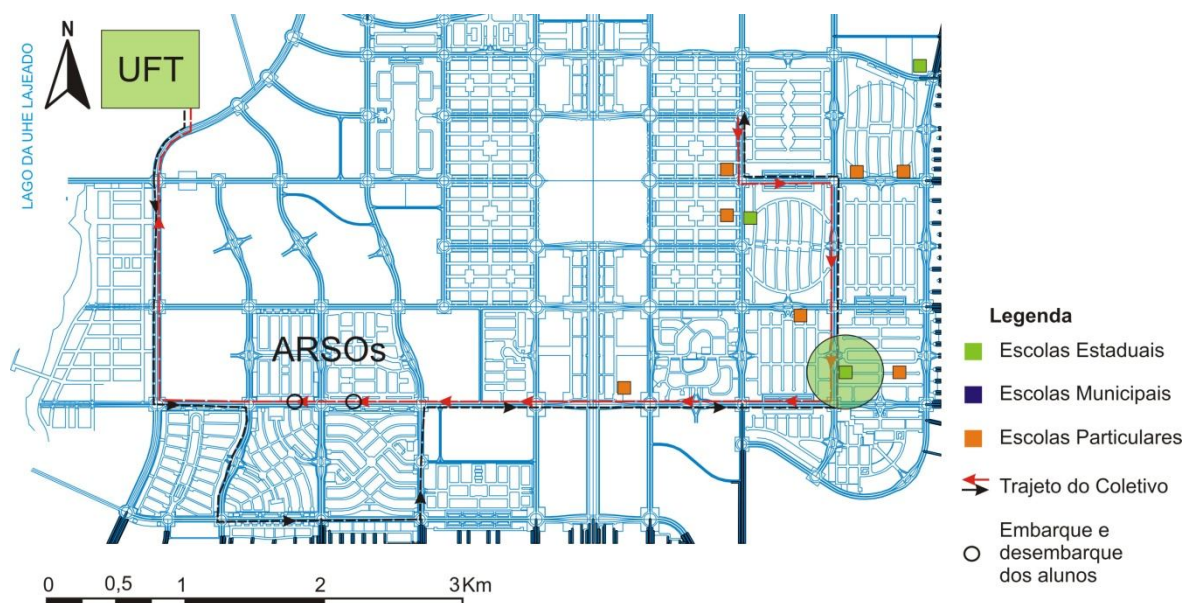 N
UFT
LAGO DA UHE LAJEADO
ARSOs
Legenda
Escolas Estaduais
Escolas Municipais
Escolas Particulares
Trajeto do Coletivo
Embarque e
desembarque
dos alunos
0 0,5 1 2 3Km